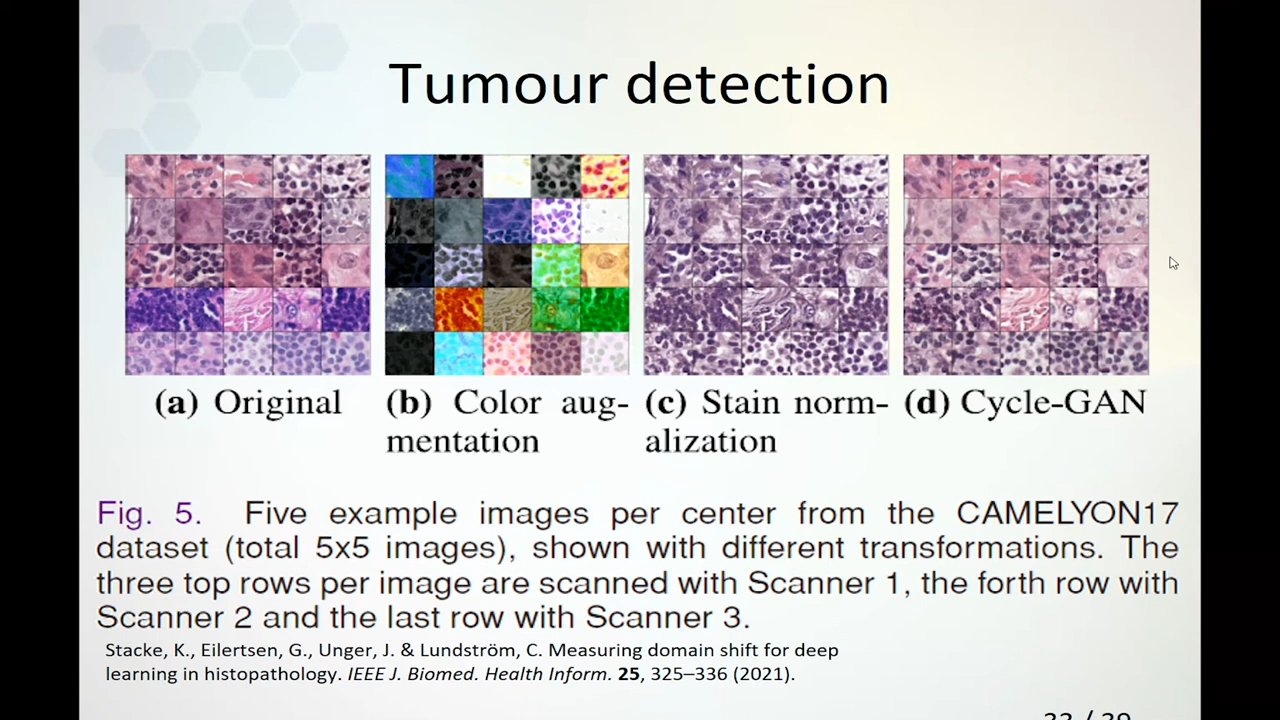 Tumour detection
(a) Original
(b) Color aug-
mentation
(c) Stain norm-
alization
(d) Cycle-GAN
Fig. 5. Five example images per center from the CAMELYON17
dataset (total 5x5 images), shown with different transformations. The
three top rows per image are scanned with Scanner 1, the forth row with
Scanner 2 and the last row with Scanner 3.
Stacke, K., Eilertsen, G., Unger, J. & Lundström, C. Measuring domain shift for deep
learning in histopathology. IEEE J. Biomed. Health Inform. 25, 325–336 (2021).